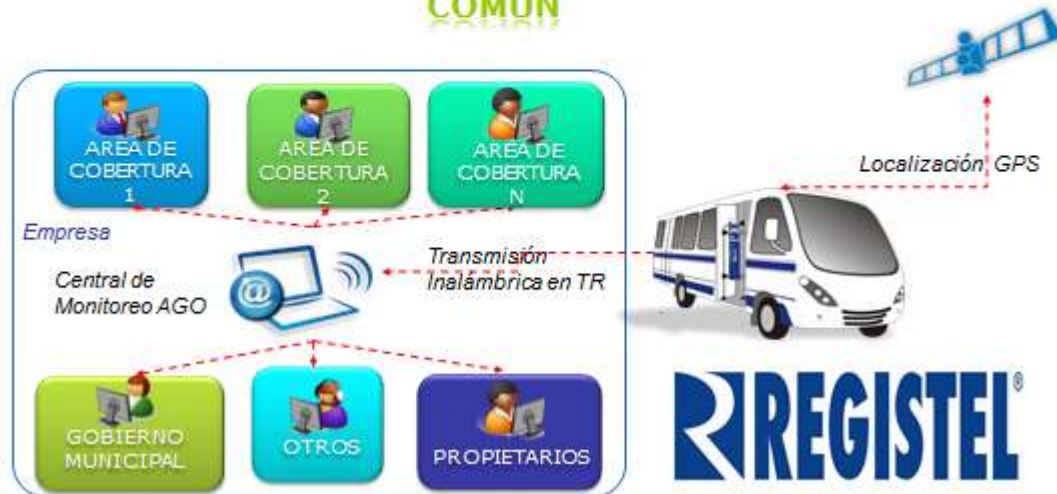 COMÚN
AREA DE
COBERTURA
1
AREA DE
COBERTURA
2
AREA DE
COBERTURA
N
Localización GPS
Empresa
Central de
Monitoreo AGO
Transmisión
Inalámbrica en TR
GOBIERNO
MUNICIPAL
OTROS
PROPIETARIOS
REGISTEL®